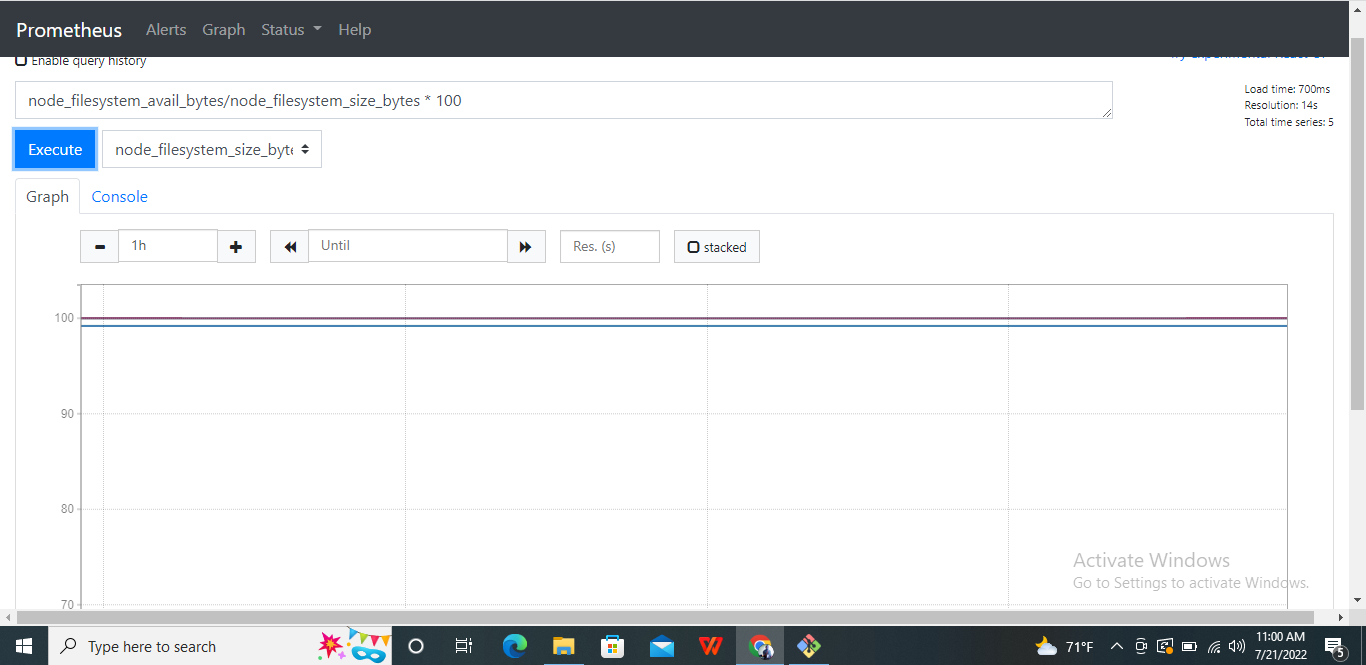 Prometheus Alerts Graph Status Help
Enable query history
node_filesystem_avail_bytes/node_filesystem_size_bytes * 100
Load time: 700ms
Resolution: 14s
Total time series: 5
Execute node_filesystem_size_byte
Graph Console
1h Until Res. (s) stacked
100
90
80
70
Activate Windows
Go to Settings to activate Windows.
Type here to search
71°F
11:00 AM
7/21/2022
5